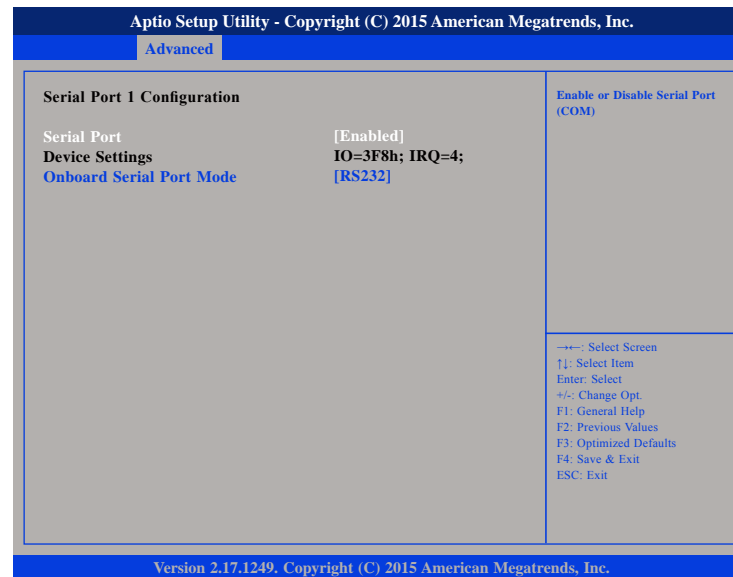 Aptio Setup Utility - Copyright (C) 2015 American Megatrends, Inc.
Advanced
Serial Port 1 Configuration
Serial Port [Enabled]
Device Settings IO=3F8h; IRQ=4;
Onboard Serial Port Mode [RS232]
Enable or Disable Serial Port
(COM)
→←: Select Screen
↑↓: Select Item
Enter: Select
+/-: Change Opt.
F1: General Help
F2: Previous Values
F3: Optimized Defaults
F4: Save & Exit
ESC: Exit
Version 2.17.1249. Copyright (C) 2015 American Megatrends, Inc.